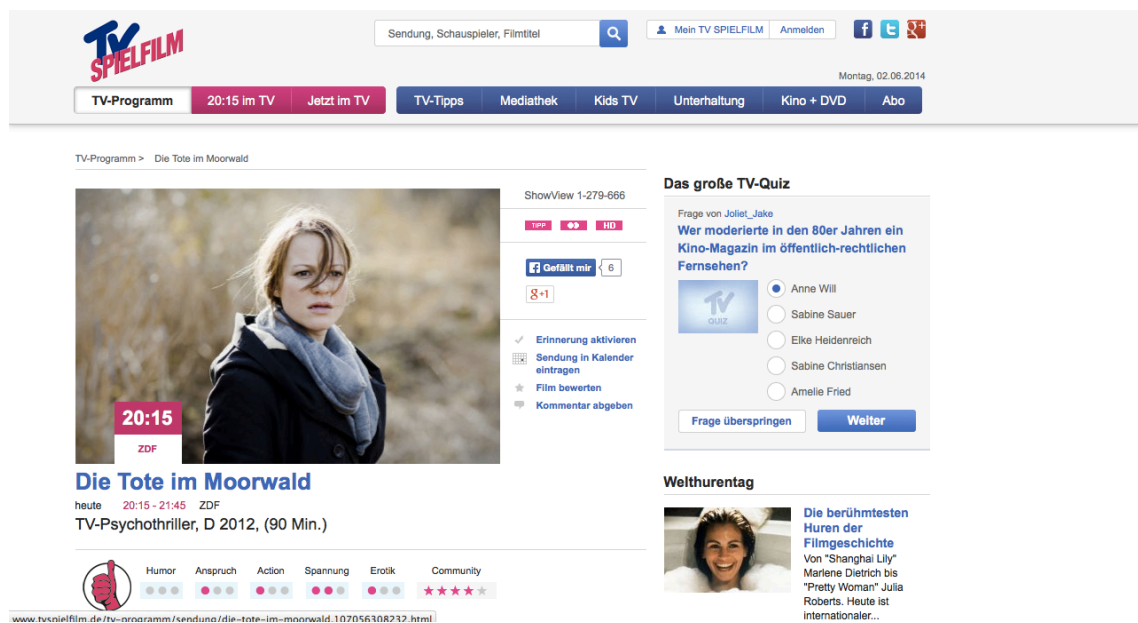 TV
SPIELFILM
Sendung, Schauspieler, Filmtitel
Mein TV SPIELFILM
Anmelden
Montag, 02.06.2014
TV-Programm
20:15 im TV
Jetzt im TV
TV-Tipps
Mediathek
Kids TV
Unterhaltung
Kino + DVD
Abo
TV-Programm > Die Tote im Moorwald
20:15
ZDF
ShowView 1-279-666
TIPP
HD
Gefällt mir
6
g+1
Erinnerung aktivieren
Sendung in Kalender
eintragen
Film bewerten
Kommentar abgeben
Die Tote im Moorwald
heute 20:15 - 21:45 ZDF
TV-Psychothriller, D 2012, (90 Min.)
Humor
Anspruch
Action
Spannung
Erotik
Community
www.tvspielfilm.de/tv-programm/sendung/die-tote-im-moorwald,107056308232.html
Das große TV-Quiz
Frage von Joliet_Jake
Wer moderierte in den 80er Jahren ein
Kino-Magazin im öffentlich-rechtlichen
Fernsehen?
TV
QUIZ
Anne Will
Sabine Sauer
Elke Heidenreich
Sabine Christiansen
Amelie Fried
Frage überspringen
Weiter
Welthurentag
Die berühmtesten
Huren der
Filmgeschichte
Von "Shanghai Lily"
Marlene Dietrich bis
"Pretty Woman" Julia
Roberts. Heute ist
internationaler...